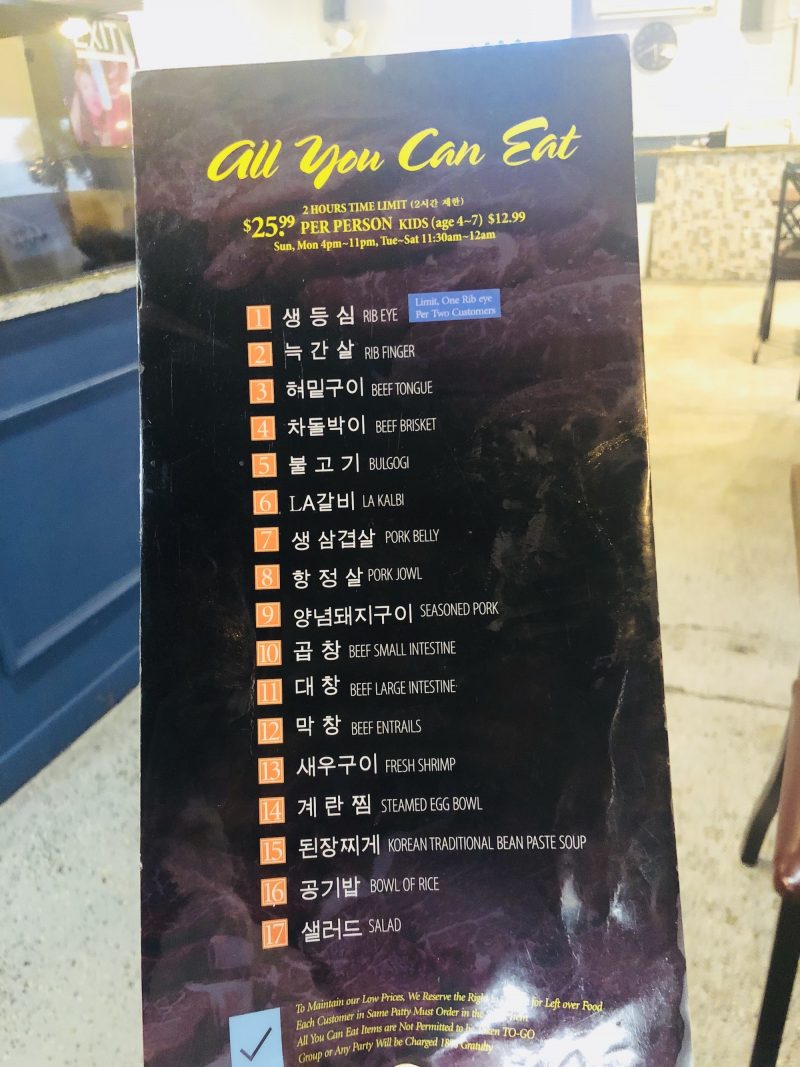 EXIT
All You Can Eat
2 HOURS TIME LIMIT (2시간 제한)
$25.99 PER PERSON KIDS (age 4~7) $12.99
Sun, Mon 4pm~11pm, Tue~Sat 11:30am~12am
1 생등심 RIB EYE Limit, One Rib eye
Per Two Customers
2 늑간살 RIB FINGER
3 혀밑구이 BEEF TONGUE
4 차돌박이 BEEF BRISKET
5 불고기 BULGOGI
6 LA갈비 LA KALBI
7 생삼겹살 PORK BELLY
8 항정살 PORK JOWL
9 양념돼지구이 SEASONED PORK
10 곱창 BEEF SMALL INTESTINE
11 대창 BEEF LARGE INTESTINE
12 막창 BEEF ENTRAILS
13 새우구이 FRESH SHRIMP
14 계란찜 STEAMED EGG BOWL
15 된장찌게 KOREAN TRADITIONAL BEAN PASTE SOUP
16 공기밥 BOWL OF RICE
17 샐러드 SALAD
To Maintain our Low Prices, We Reserve the Right for Left over Food
Each Customer in Same Patty Must Order in the
All You Can Eat Items are Not Permitted to be TO-GO
Group or Any Party Will be Charged Gratuity